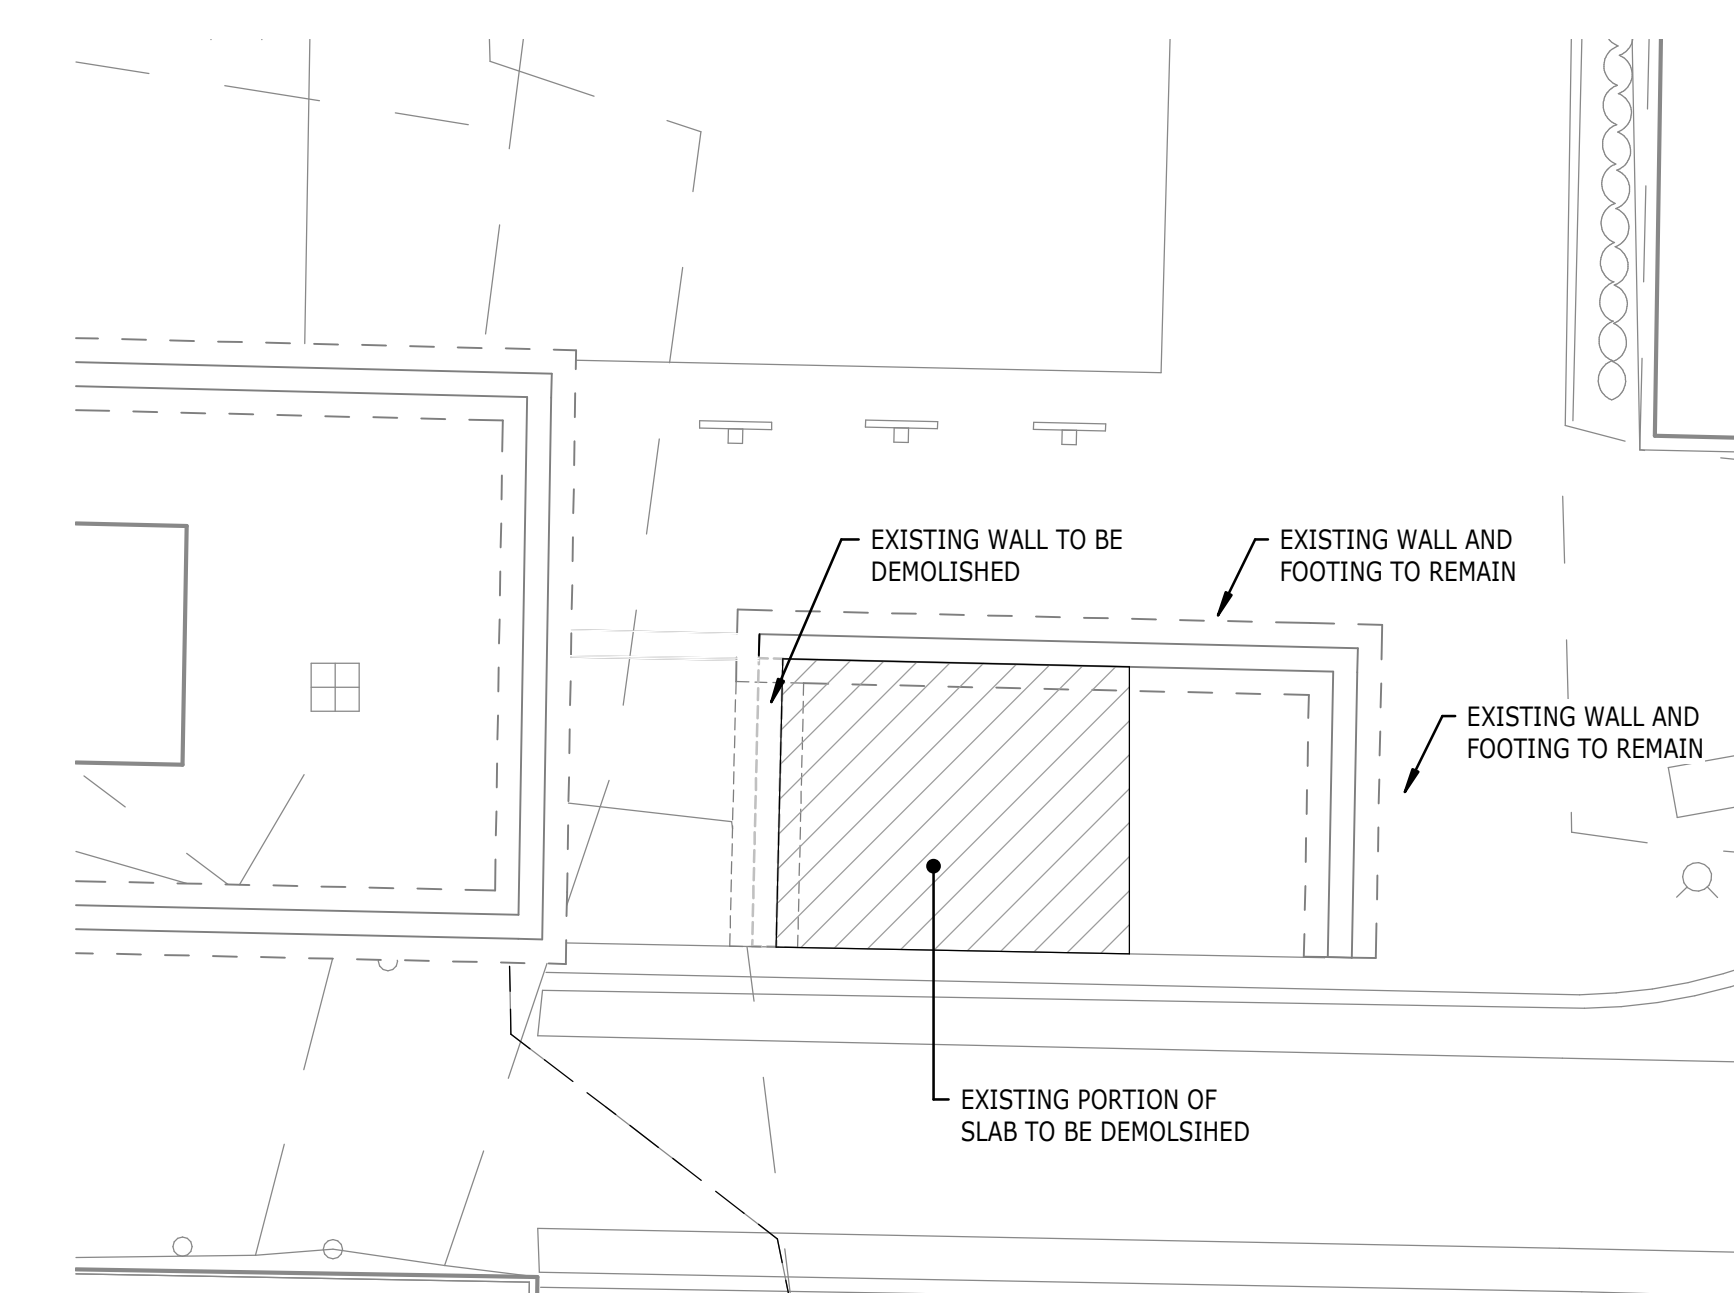 EXISTING WALL TO BE
DEMOLISHED
EXISTING WALL AND
FOOTING TO REMAIN
EXISTING WALL AND
FOOTING TO REMAIN
EXISTING PORTION OF
SLAB TO BE DEMOLSIHED